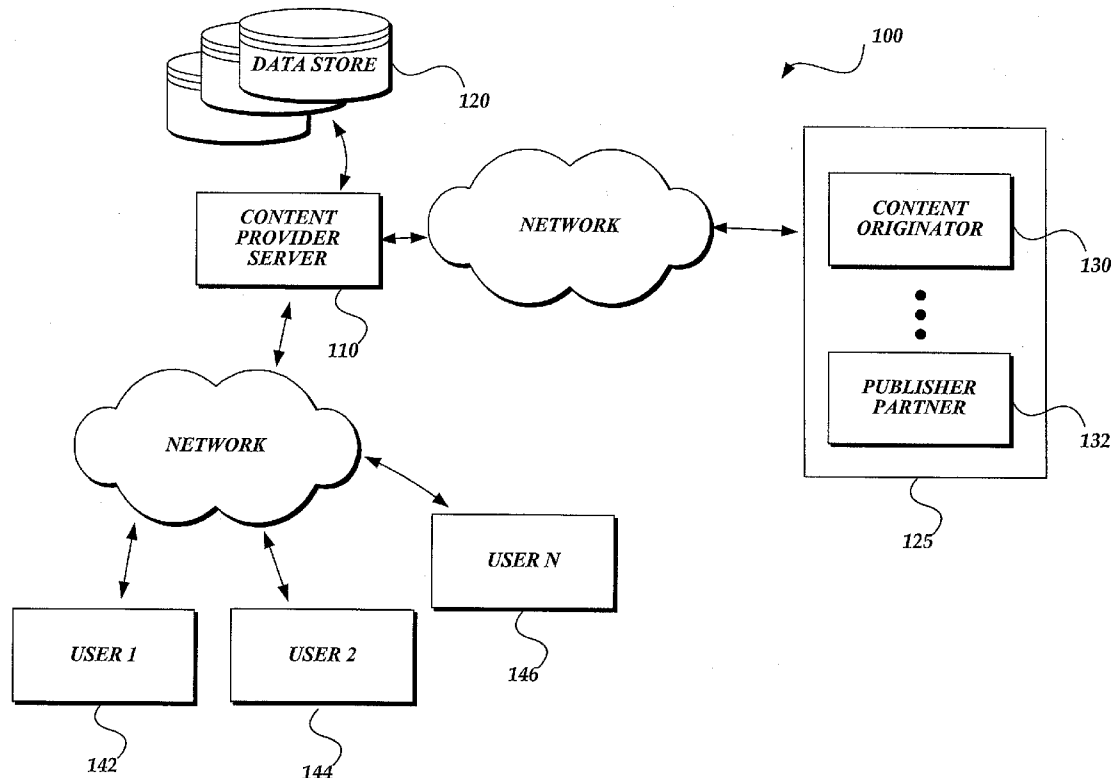 DATA STORE
120
100
CONTENT
PROVIDER
SERVER
110
NETWORK
CONTENT
ORIGINATOR
130
PUBLISHER
PARTNER
132
125
NETWORK
USER N
146
USER 1
142
USER 2
144